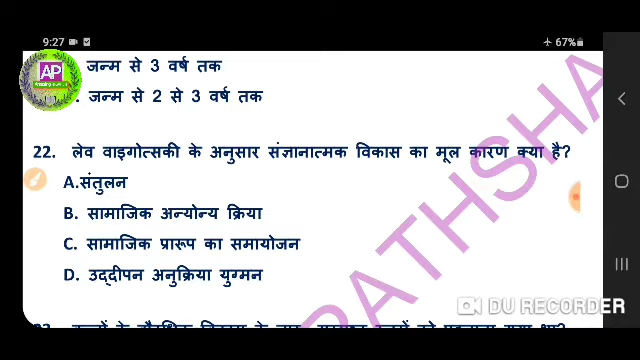 9:27
67%
AP
जन्म से 3 वर्ष तक
जन्म से 2 से 3 वर्ष तक
22. लेव वाइगोत्सकी के अनुसार संज्ञानात्मक विकास का मूल कारण क्या है?
A.संतुलन
B. सामाजिक अन्योन्य क्रिया
C. सामाजिक प्रारूप का समायोजन
D. उद्दीपन अनुक्रिया युग्मन
PATHSHA
DU RECORDER